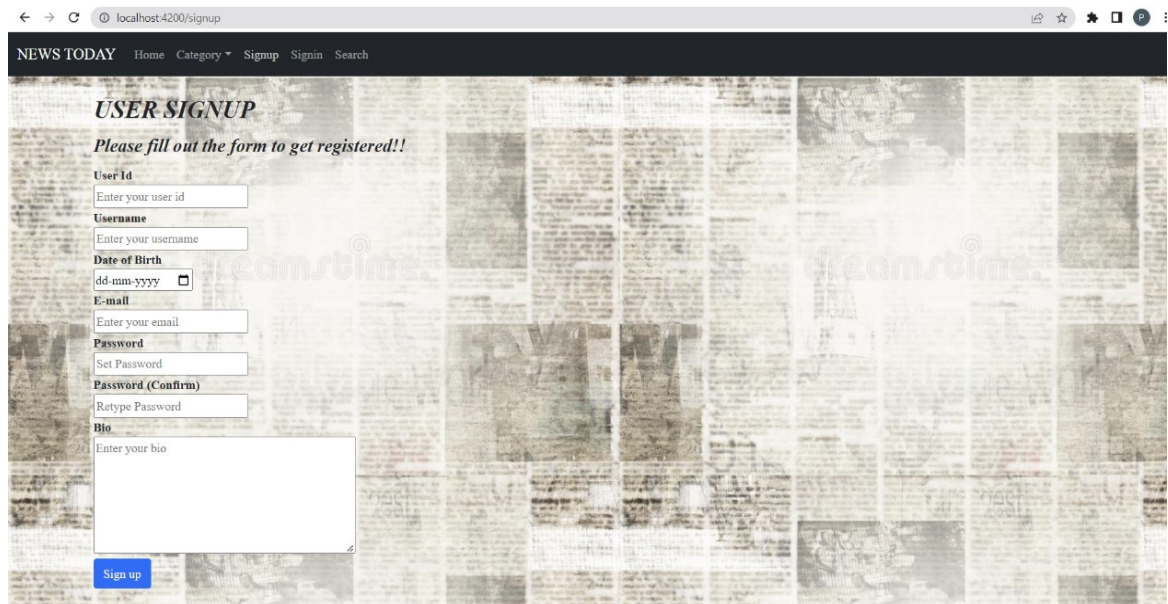 localhost:4200/signup
P
NEWS TODAY Home Category Signup Signin Search
USER SIGNUP
Please fill out the form to get registered!!
User Id
Enter your user id
Username
Enter your username
Date of Birth
dd-mm-yyyy
E-mail
Enter your email
Password
Set Password
Password (Confirm)
Retype Password
Bio
Enter your bio
Sign up